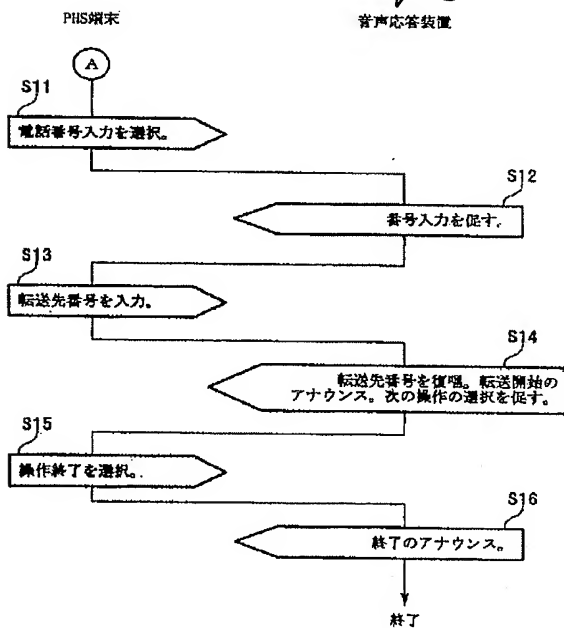 PHS端末
音声応答装置
A
S11
電話番号入力を選択。
S12
番号入力を促す。
S13
転送先番号を入力。
S14
転送先番号を復唱。転送開始の
アナウンス。次の操作の選択を促す。
S15
操作終了を選択。
S16
終了のアナウンス。
終了